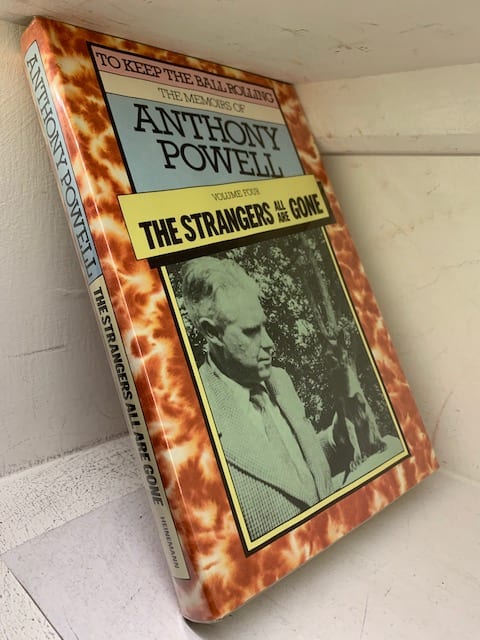 TO KEEP THE BALL ROLLING
THE MEMOIRS OF
ANTHONY
POWELL
VOLUME FOUR
THE STRANGERS ALL ARE GONE
ANTHONY POWELL
THE STRANGERS ALL ARE GONE
HEINEMANN